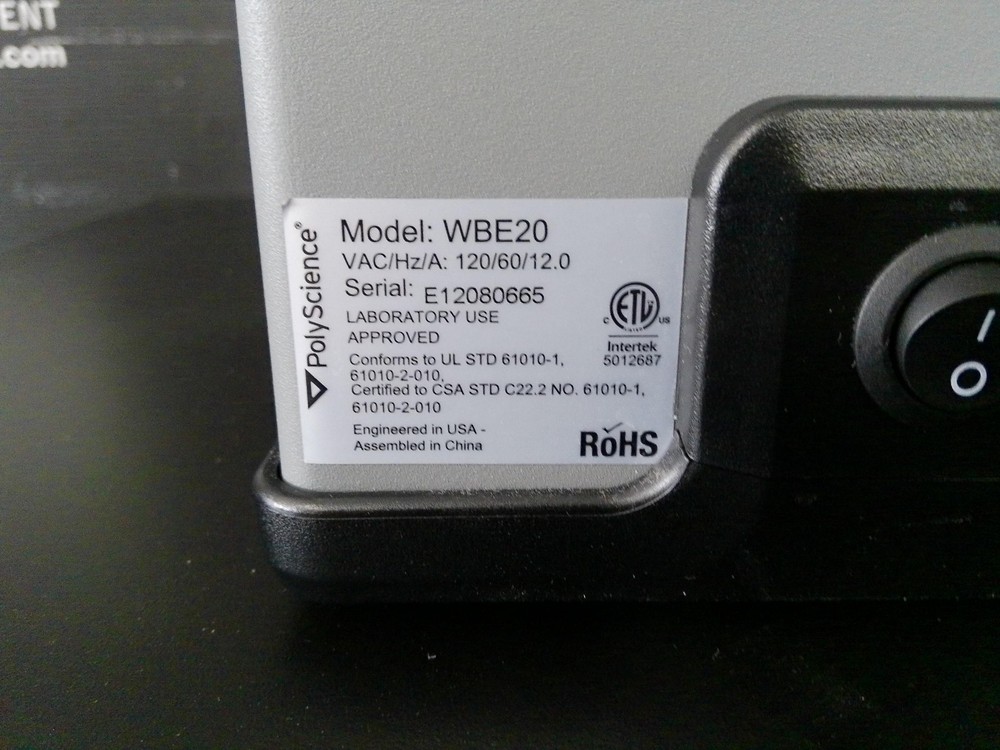 ENT
.com
PolyScience®
Model: WBE20
VAC/Hz/A: 120/60/12.0
Serial: E12080665
LABORATORY USE
APPROVED
Conforms to UL STD 61010-1,
61010-2-010,
Certified to CSA STD C22.2 NO. 61010-1,
61010-2-010
Engineered in USA -
Assembled in China
C ETL US
LISTED
Intertek
5012687
RoHS
I
O